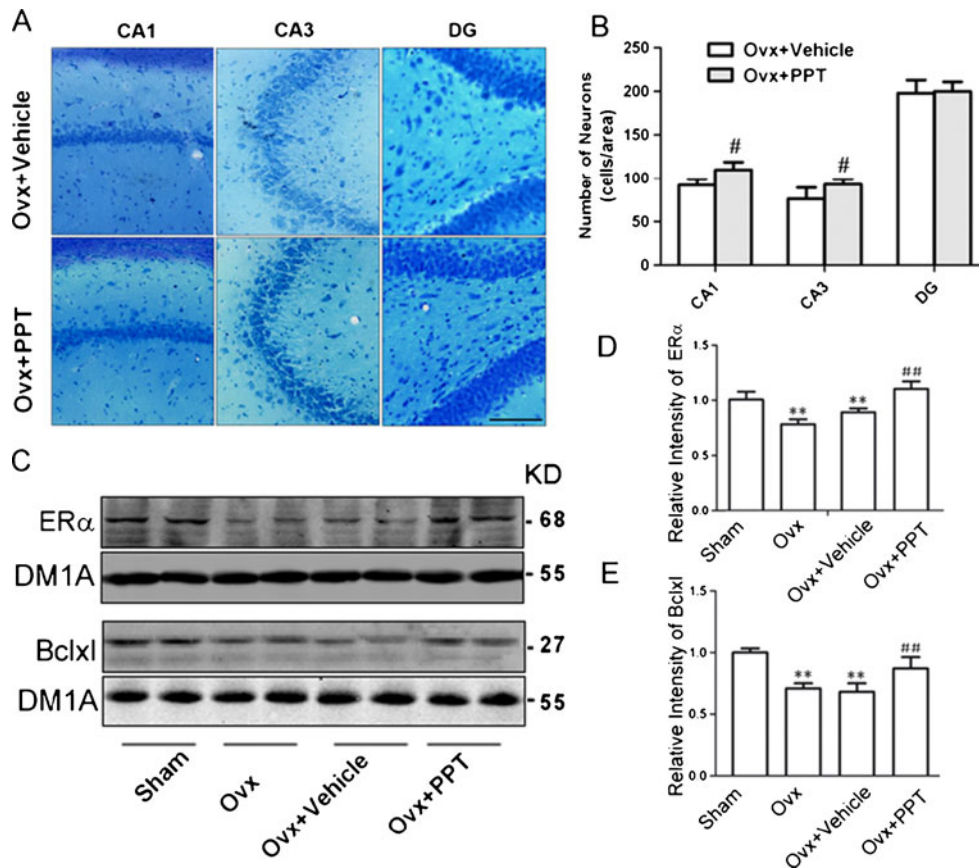 A
CA1 CA3 DG
Ovx+Vehicle
Ovx+PPT
B
Ovx+Vehicle
Ovx+PPT
Number of Neurons
(cells/area)
250
200
150
100
50
0
# #
CA1 CA3 DG
C
KD
ERα - 68
DM1A - 55
Bclxl - 27
DM1A - 55
Sham Ovx Ovx+Vehicle Ovx+PPT
D
Relative Intensity of ERα
1.5
1.0
0.5
0.0
** ** ##
Sham Ovx Ovx+Vehicle Ovx+PPT
E
Relative Intensity of Bclxl
1.5
1.0
0.5
0.0
** ** ##
Sham Ovx Ovx+Vehicle Ovx+PPT